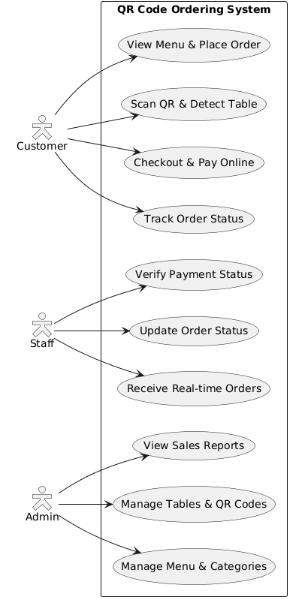 QR Code Ordering System
View Menu & Place Order
Scan QR & Detect Table
Customer
Checkout & Pay Online
Track Order Status
Verify Payment Status
Staff
Update Order Status
Receive Real-time Orders
View Sales Reports
Admin
Manage Tables & QR Codes
Manage Menu & Categories